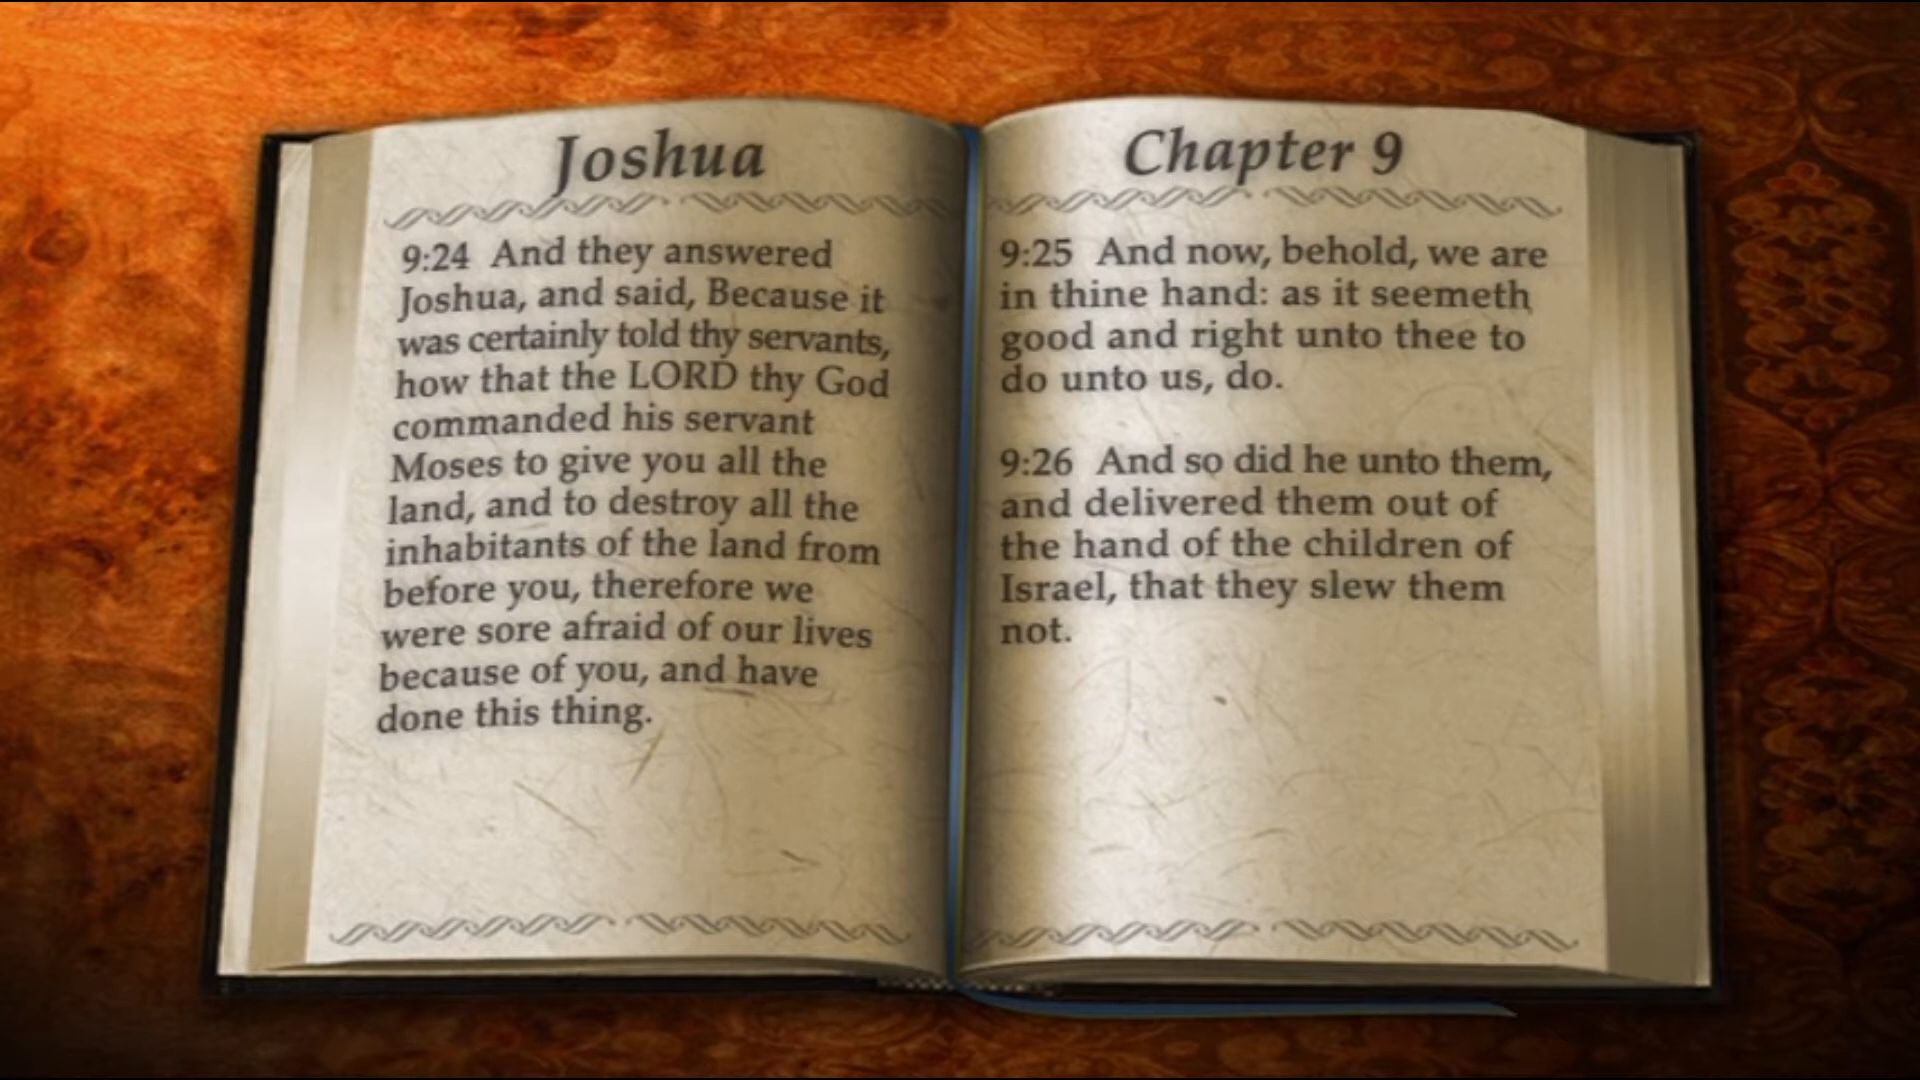 Joshua
9:24 And they answered
Joshua, and said, Because it
was certainly told thy servants,
how that the LORD thy God
commanded his servant
Moses to give you all the
land, and to destroy all the
inhabitants of the land from
before you, therefore we
were sore afraid of our lives
because of you, and have
done this thing.
Chapter 9
9:25 And now, behold, we are
in thine hand: as it seemeth
good and right unto thee to
do unto us, do.
9:26 And so did he unto them,
and delivered them out of
the hand of the children of
Israel, that they slew them
not.